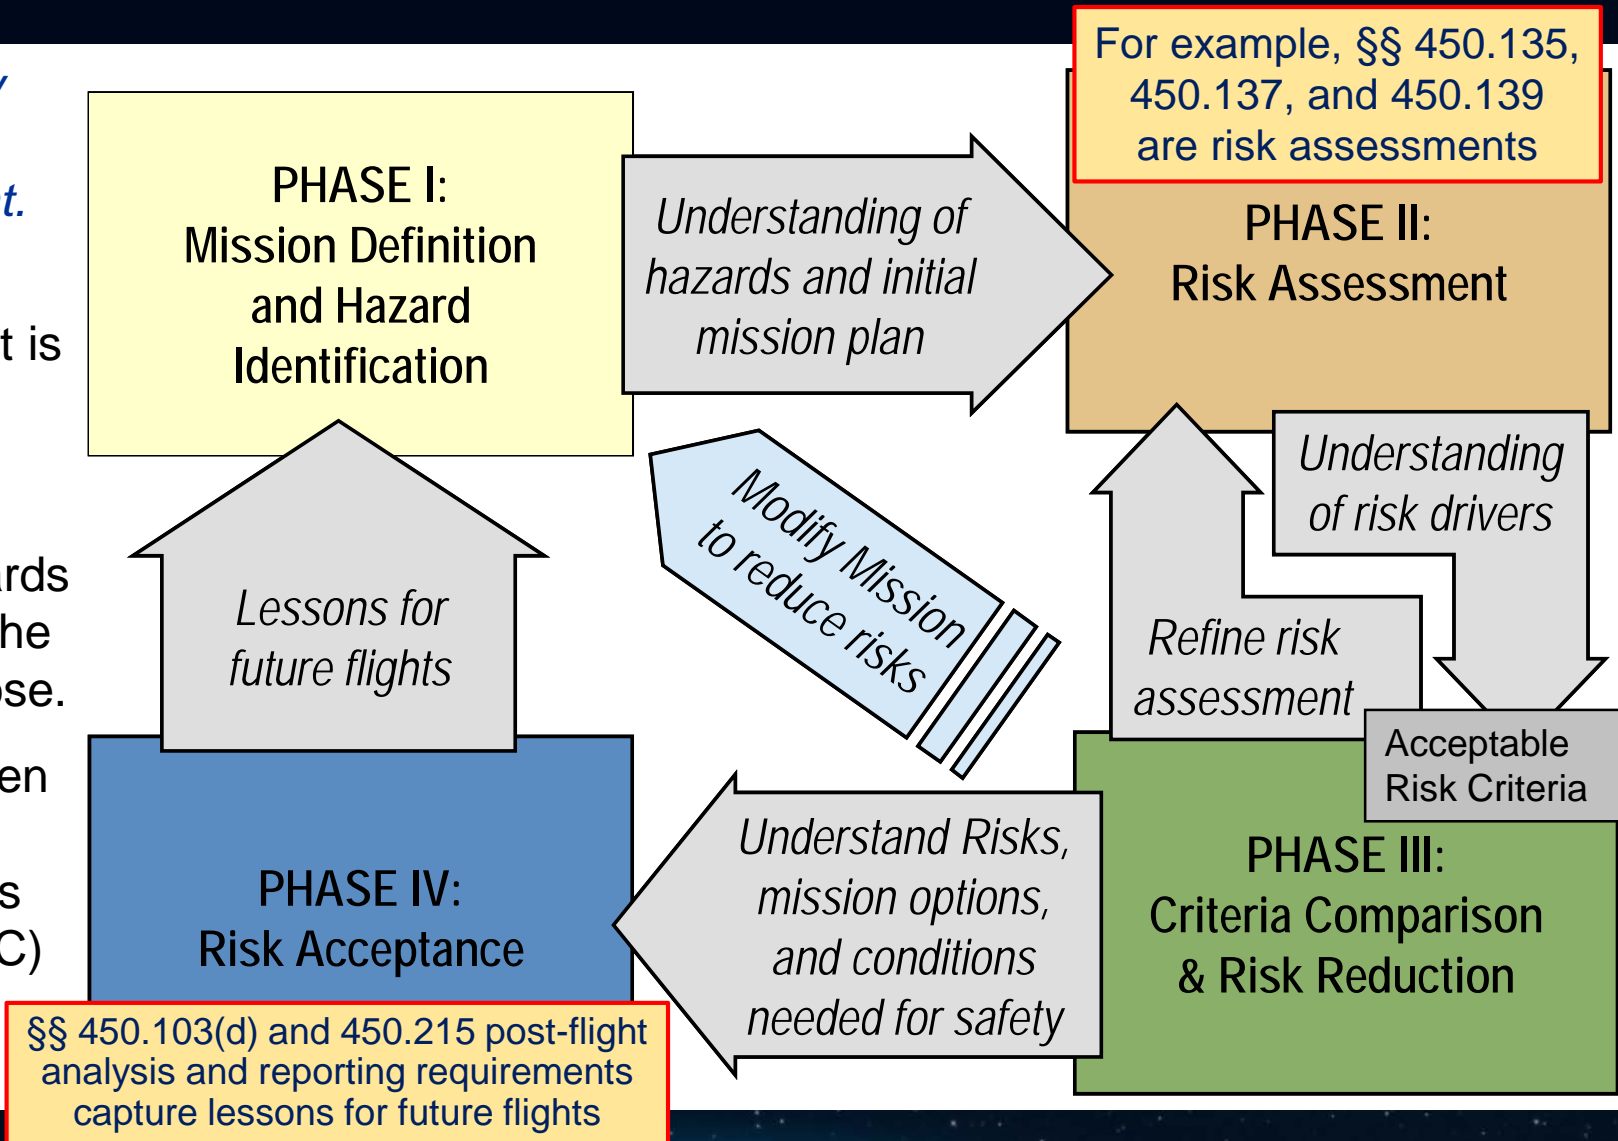 For example, §§ 450.135,
450.137, and 450.139
are risk assessments
PHASE I:
Mission Definition
and Hazard
Identification
Understanding of
hazards and initial
mission plan
PHASE II:
Risk Assessment
Understanding
of risk drivers
Refine risk
assessment
Acceptable
Risk Criteria
PHASE III:
Criteria Comparison
& Risk Reduction
Modify Mission
to reduce risks
Understand Risks,
mission options,
and conditions
needed for safety
PHASE IV:
Risk Acceptance
§§ 450.103(d) and 450.215 post-flight
analysis and reporting requirements
capture lessons for future flights
Lessons for
future flights
t is